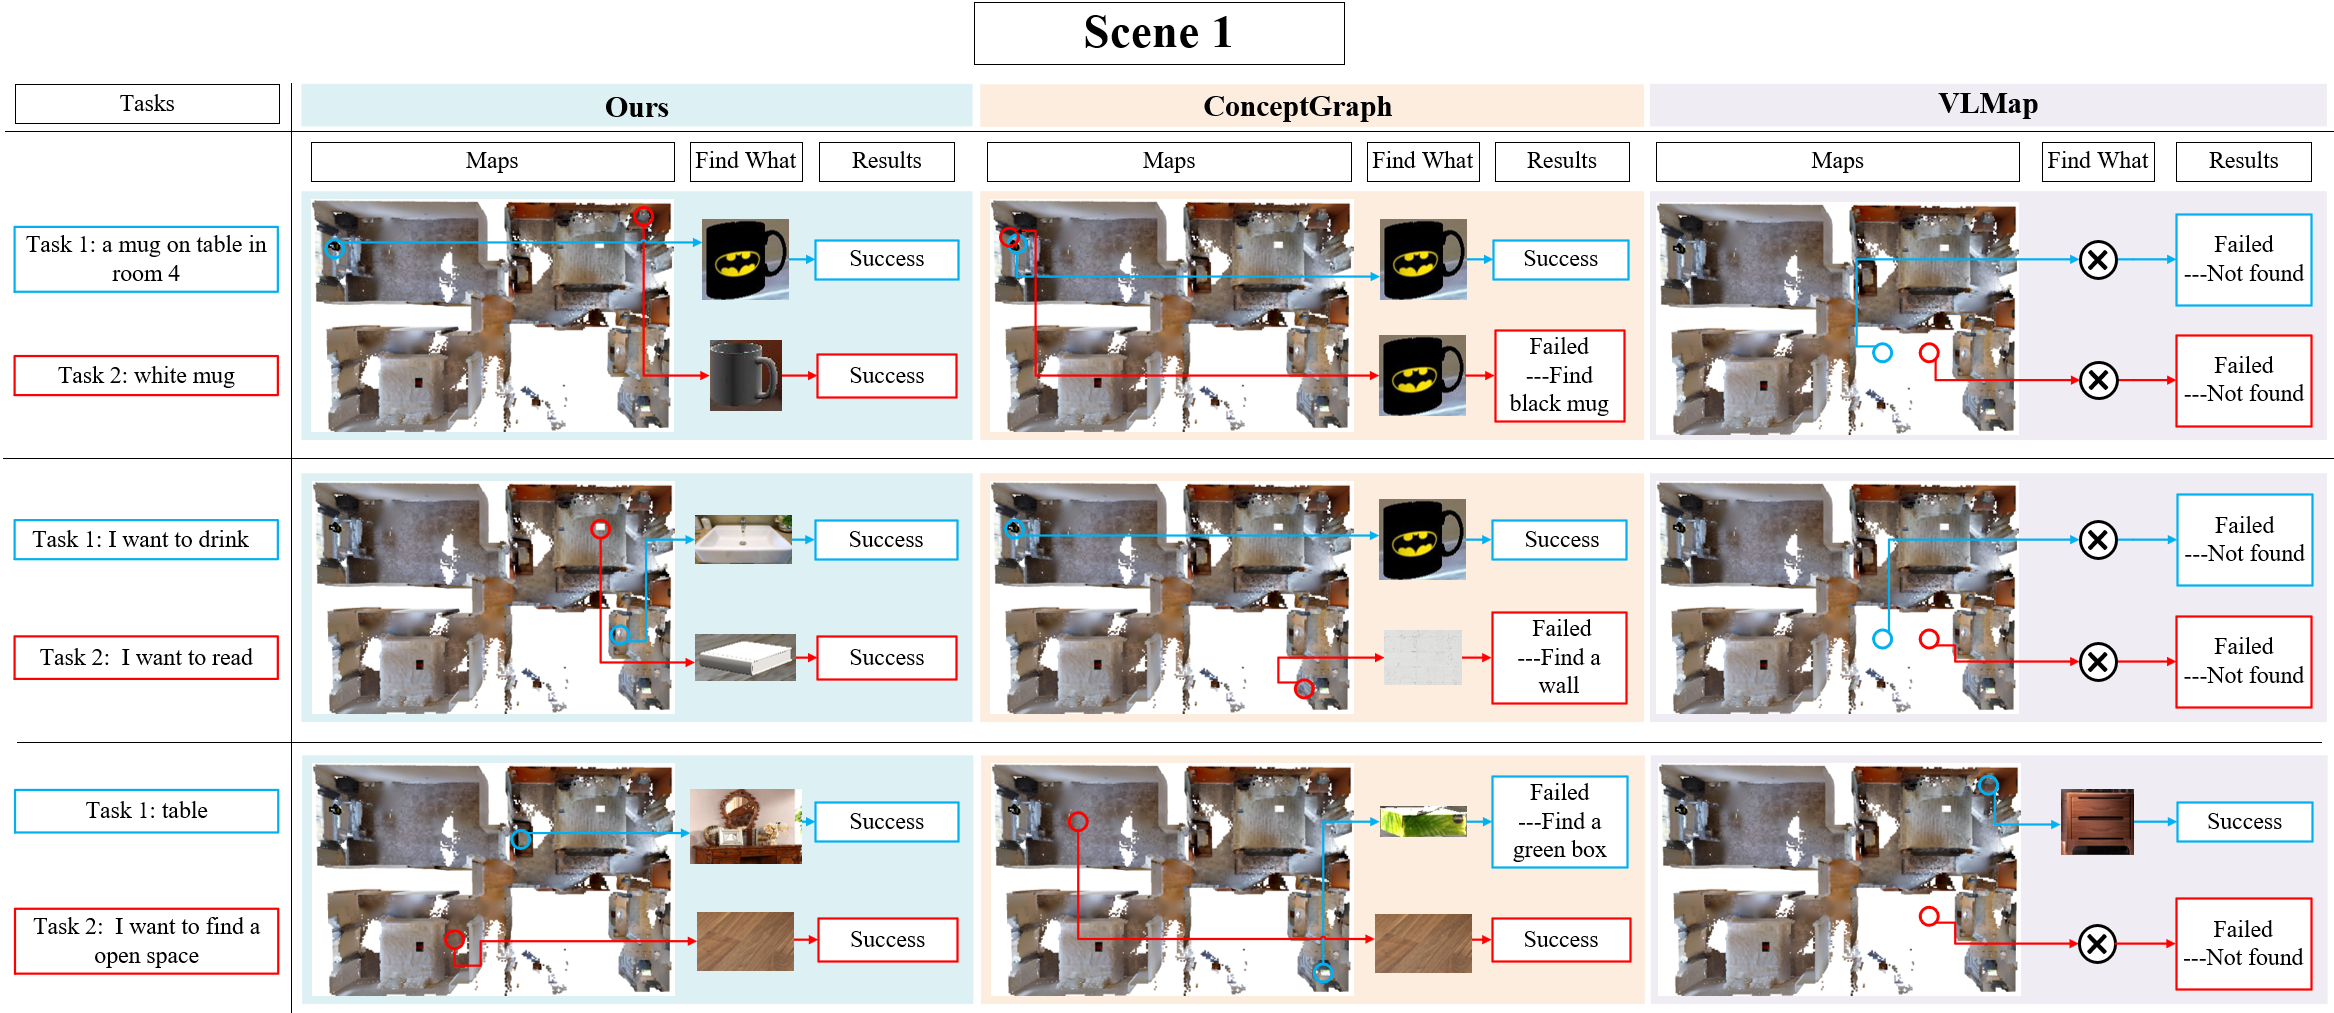 Scene 1
Tasks
Ours
ConceptGraph
VLMap
Maps
Find What
Results
Maps
Find What
Results
Maps
Find What
Results
Task 1: a mug on table in
room 4
Success
Success
Failed
---Not found
Task 2: white mug
Success
Failed
---Find
black mug
Failed
---Not found
Task 1: I want to drink
Success
Success
Failed
---Not found
Task 2:  I want to read
Success
Failed
---Find a
wall
Failed
---Not found
Task 1: table
Success
Failed
---Find a
green box
Success
Task 2:  I want to find a
open space
Success
Success
Failed
---Not found